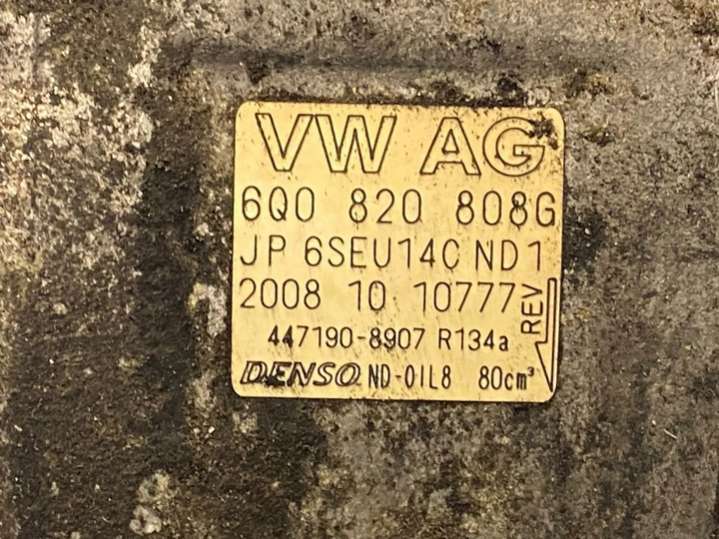 VW AG
6Q0 820 808G
JP 6SEU14C ND1
2008 10 10777
REV
447190-8907 R134a
DENSO ND-OIL8 80cm³